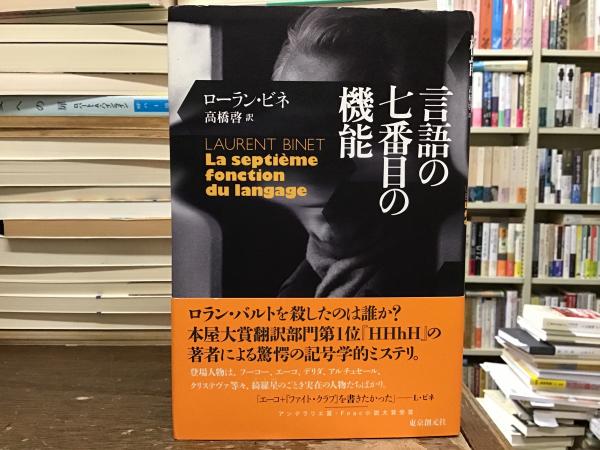 言語の
七番目の
機能
ローラン・ビネ
高橋啓 訳
LAURENT BINET
La septième
fonction
du langage
ロラン・バルトを殺したのは誰か?
本屋大賞翻訳部門第1位『HHhH』の
著者による驚愕の記号学的ミステリ。
登場人物は、フーコー、エーコ、デリダ、アルチュセール、
クリステヴァ等々、綺羅星のごとき実在の人物たちばかり。
「エーコ+『ファイト・クラブ』を書きたかった」——L・ビネ
アンテラリエ賞・Fnac小説大賞受賞
東京創元社